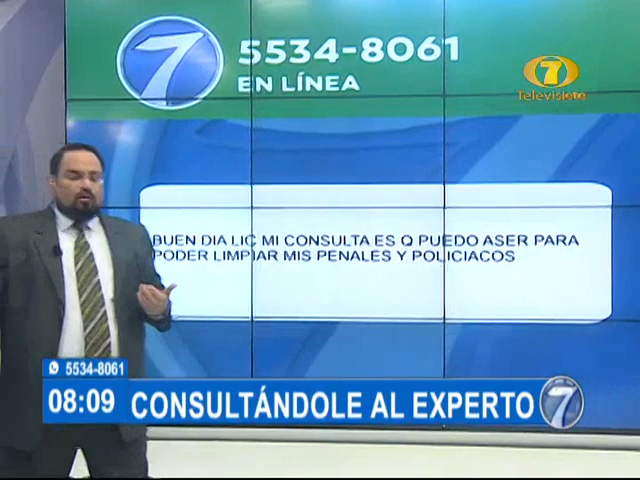 7
5534-8061
EN LÍNEA
7
Televisiete
BUEN DIA LIC MI CONSULTA ES Q PUEDO ASER PARA
PODER LIMPIAR MIS PENALES Y POLICIACOS
5534-8061
08:09
CONSULTÁNDOLE AL EXPERTO
7